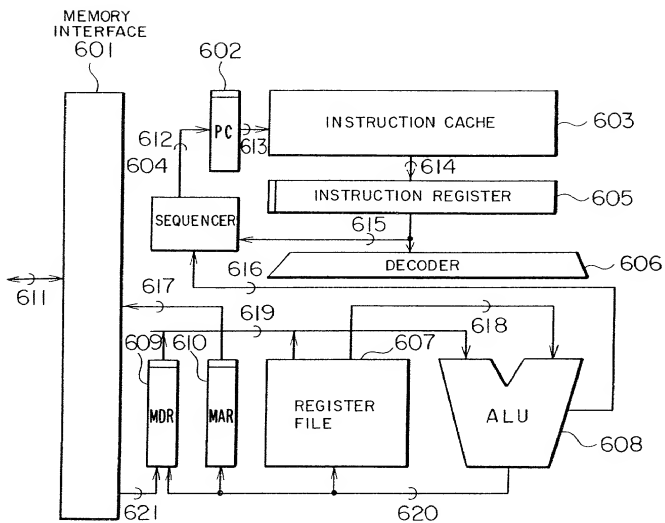 MEMORY
INTERFACE
601
602
PC
612
604
613
INSTRUCTION CACHE
603
614
INSTRUCTION REGISTER
605
SEQUENCER
615
DECODER
606
616
611
617
619
618
609
610
607
MDR
MAR
REGISTER
FILE
ALU
608
621
620